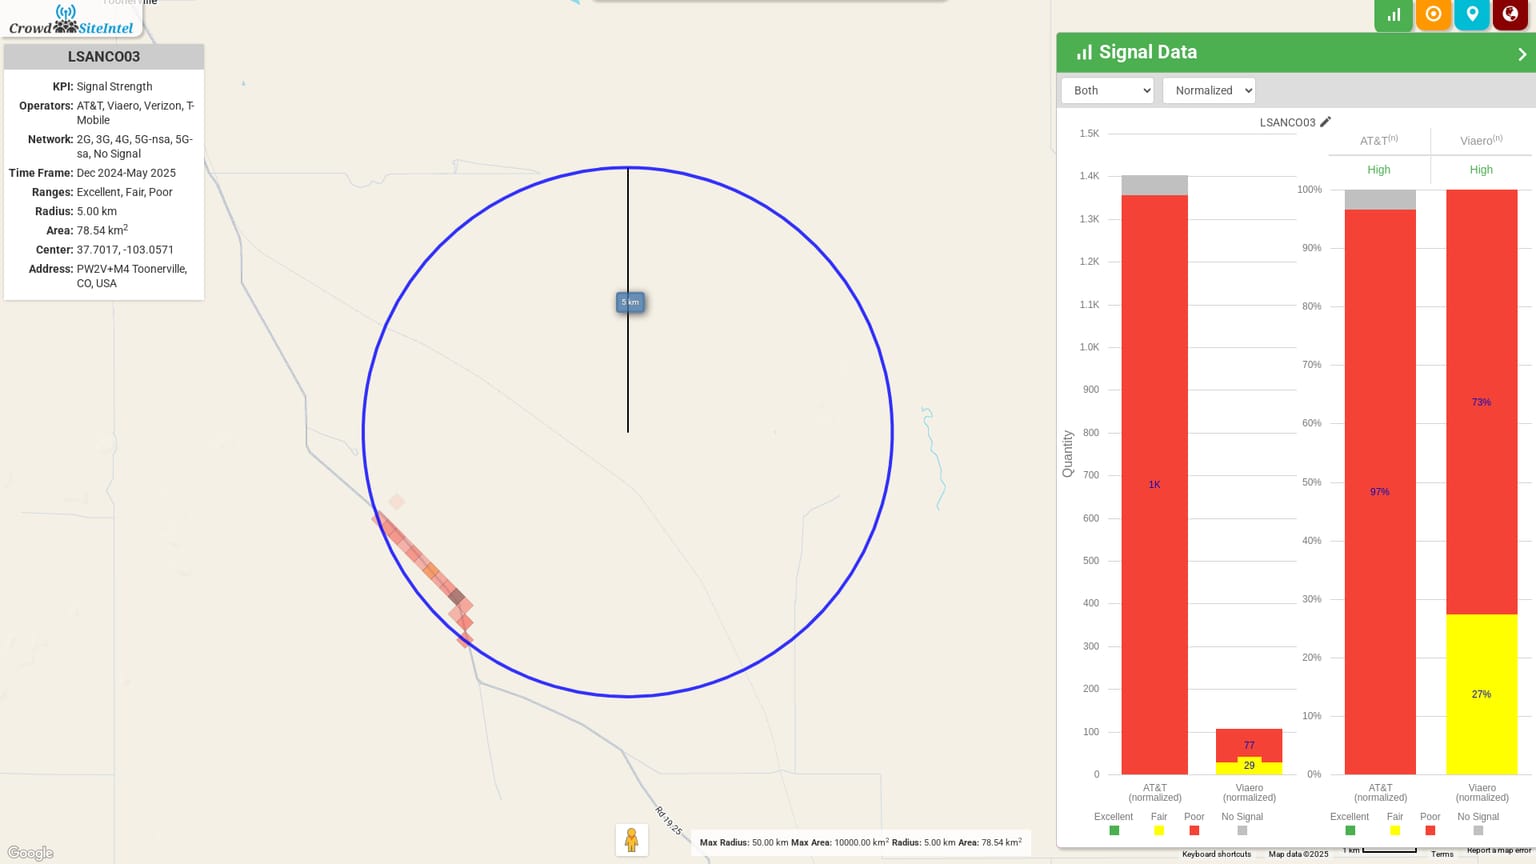 Toonerville
CrowdSiteIntel
LSANCO03
KPI: Signal Strength
Operators: AT&T, Viaero, Verizon, T-
Mobile
Network: 2G, 3G, 4G, 5G-nsa, 5G-
sa, No Signal
Time Frame: Dec 2024-May 2025
Ranges: Excellent, Fair, Poor
Radius: 5.00 km
Area: 78.54 km²
Center: 37.7017, -103.0571
Address: PW2V+M4 Toonerville,
CO, USA
5 km
Rd 19.25
Google
Max Radius: 50.00 km Max Area: 10000.00 km² Radius: 5.00 km Area: 78.54 km²
Signal Data
Both
Normalized
LSANCO03
1.5K
1.4K
1.3K
1.2K
1.1K
1.0K
900
800
700
600
500
400
300
200
100
0
Quantity
1K
77
29
AT&T
(normalized)
Viaero
(normalized)
Excellent Fair Poor No Signal
AT&T(n) Viaero(n)
High High
100%
90%
80%
70%
60%
50%
40%
30%
20%
10%
0%
97%
73%
27%
AT&T
(normalized)
Viaero
(normalized)
Excellent Fair Poor No Signal
Keyboard shortcuts Map data ©2025 1 km Terms Report a map error